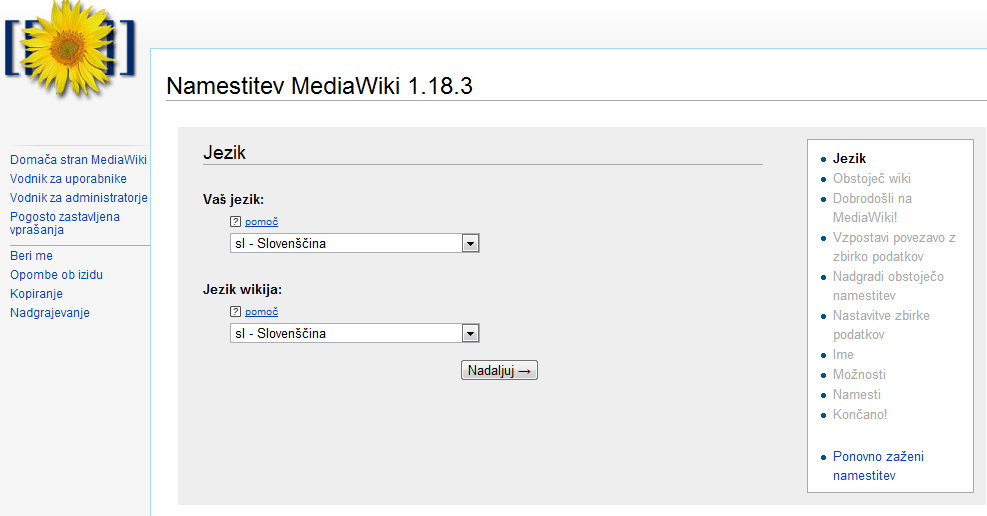 Namestitev MediaWiki 1.18.3
Domača stran MediaWiki
Vodnik za uporabnike
Vodnik za administratorje
Pogosto zastavljena
vprašanja
Beri me
Opombe ob izidu
Kopiranje
Nadgrajevanje
Jezik
Vaš jezik:
? pomoč
sl - Slovenščina
Jezik wikija:
? pomoč
sl - Slovenščina
Nadaljuj →
Jezik
Obstoječ wiki
Dobrodošli na
MediaWiki!
Vzpostavi povezavo z
zbirko podatkov
Nadgradi obstoječo
namestitev
Nastavitve zbirke
podatkov
Ime
Možnosti
Namesti
Končano!
Ponovno zaženi
namestitev